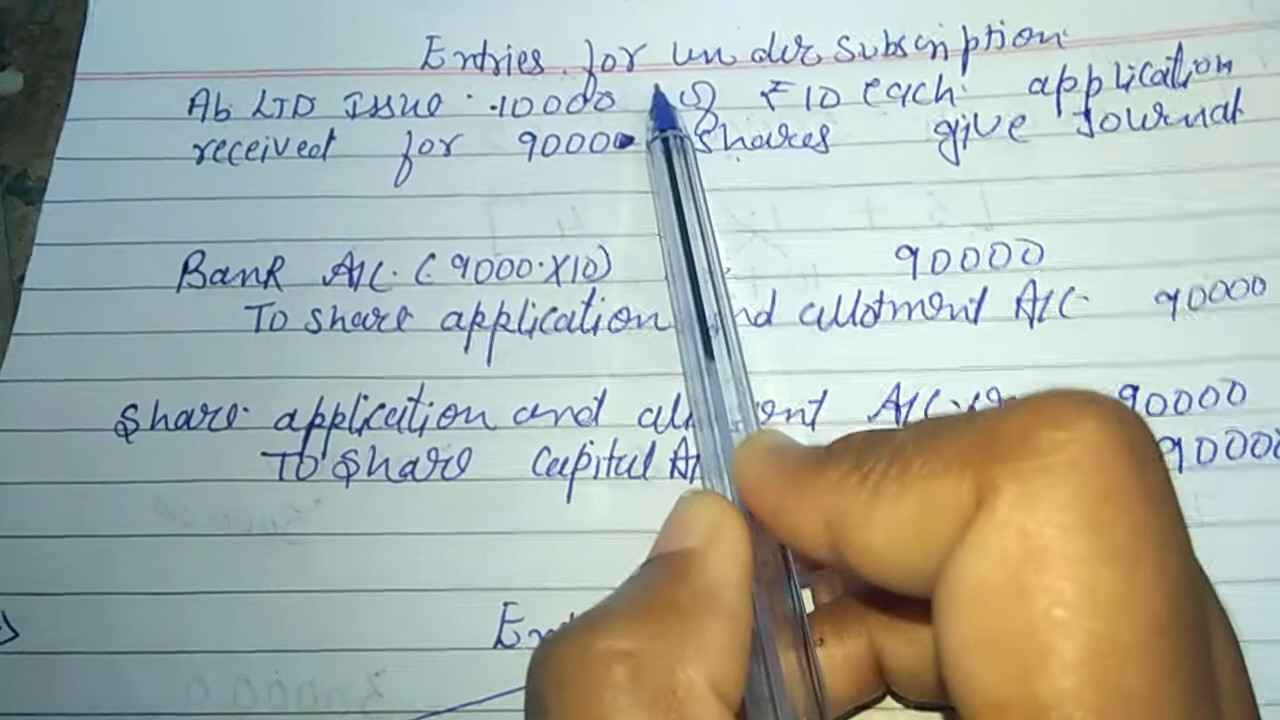 Entries for under subscription
Ab LTD Issue 10000 of ₹10 each application
received for 9000 shares give Journal
Bank A/C (9000×10) 90000
To share application and allotment A/C 90000
Share application and allotment A/C 90000
To Share Capital A/C 90000